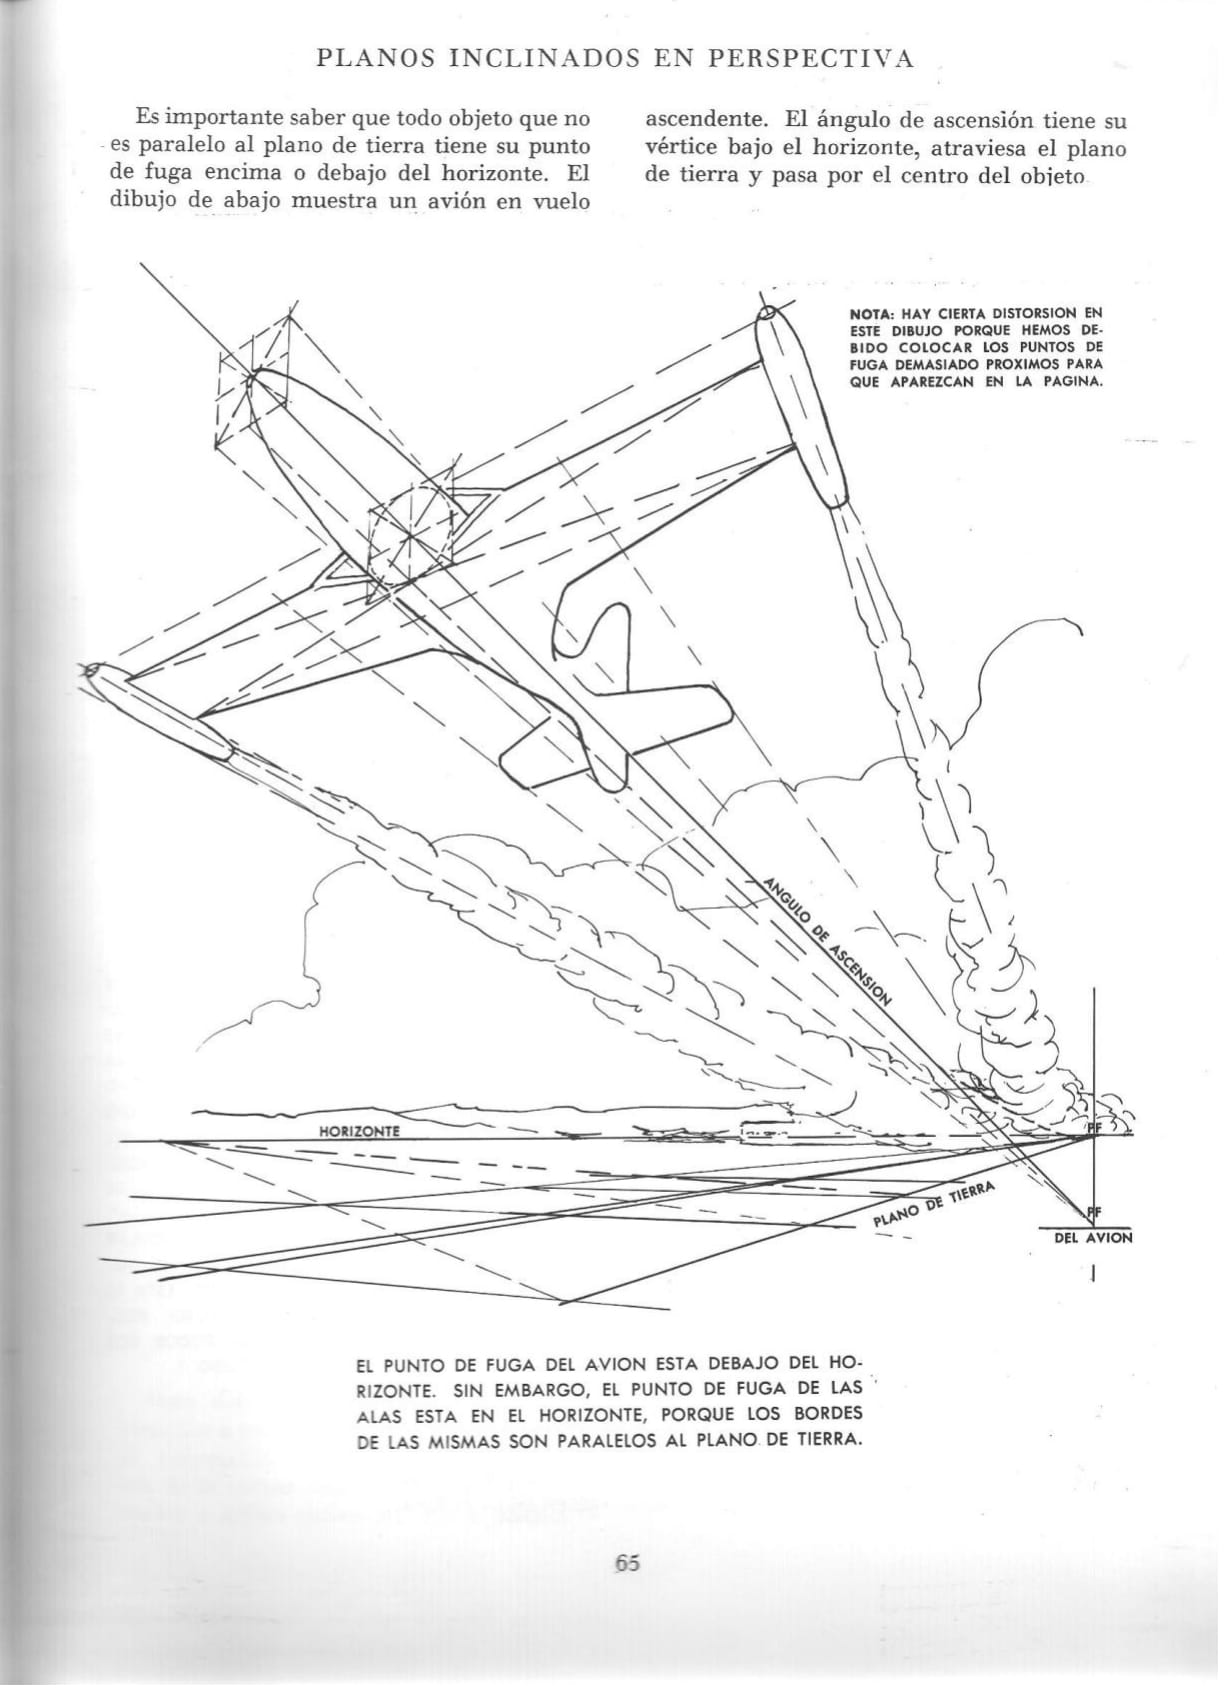 PLANOS INCLINADOS EN PERSPECTIVA
Es importante saber que todo objeto que no
es paralelo al plano de tierra tiene su punto
de fuga encima o debajo del horizonte. El
dibujo de abajo muestra un avión en vuelo
ascendente. El ángulo de ascensión tiene su
vértice bajo el horizonte, atraviesa el plano
de tierra y pasa por el centro del objeto
NOTA: HAY CIERTA DISTORSION EN
ESTE DIBUJO PORQUE HEMOS DE-
BIDO COLOCAR LOS PUNTOS DE
FUGA DEMASIADO PROXIMOS PARA
QUE APAREZCAN EN LA PAGINA.
ANGULO DE ASCENSION
HORIZONTE
PF
PLANO DE TIERRA
PF
DEL AVION
EL PUNTO DE FUGA DEL AVION ESTA DEBAJO DEL HO-
RIZONTE. SIN EMBARGO, EL PUNTO DE FUGA DE LAS
ALAS ESTA EN EL HORIZONTE, PORQUE LOS BORDES
DE LAS MISMAS SON PARALELOS AL PLANO DE TIERRA.
65